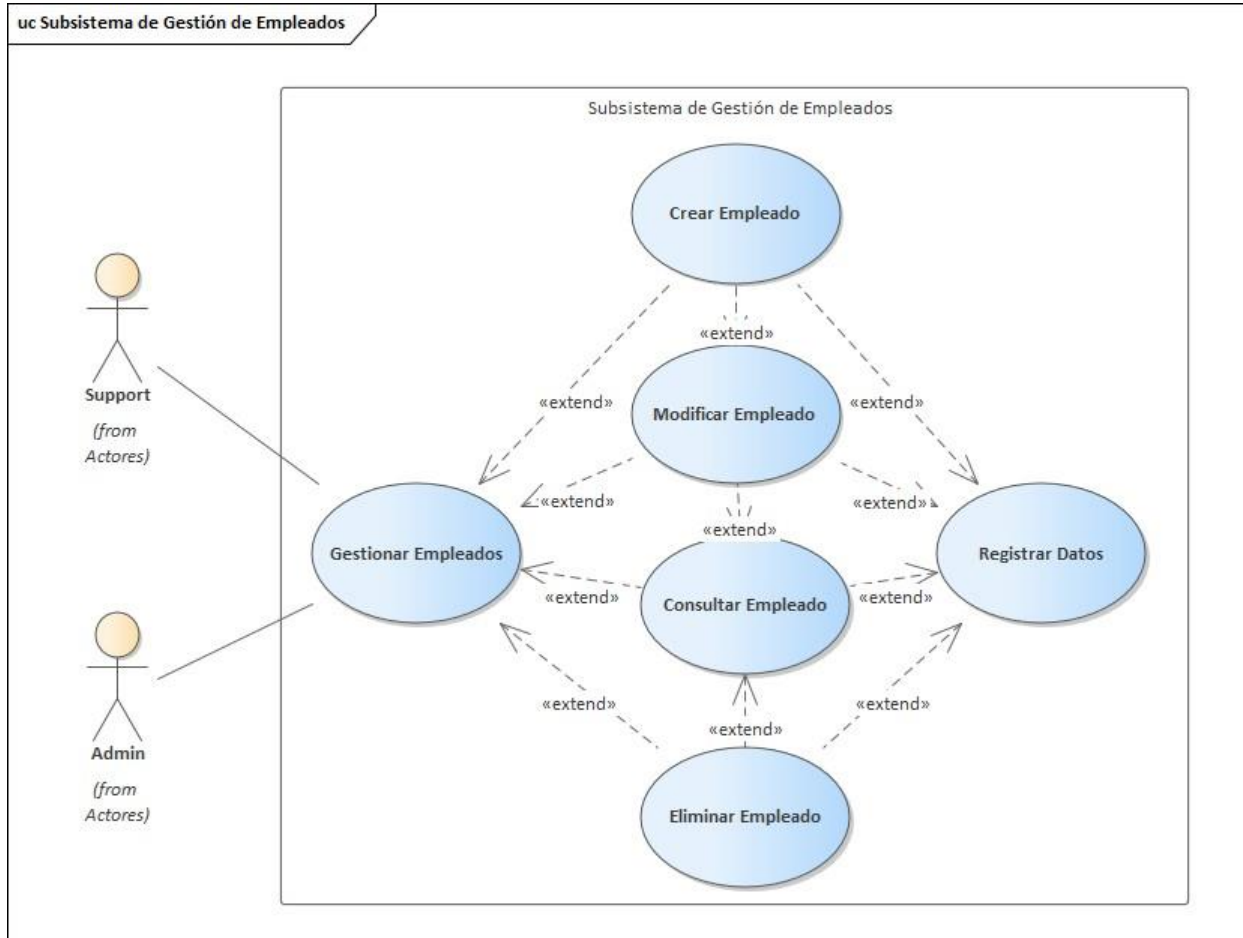 uc Subsistema de Gestión de Empleados
Subsistema de Gestión de Empleados
Crear Empleado
«extend»
Support
(from
Actores)
«extend»
Modificar Empleado
«extend»
«extend»
«extend»
«extend»
Gestionar Empleados
Registrar Datos
«extend»
Consultar Empleado
«extend»
Admin
(from
Actores)
«extend»
«extend»
«extend»
Eliminar Empleado